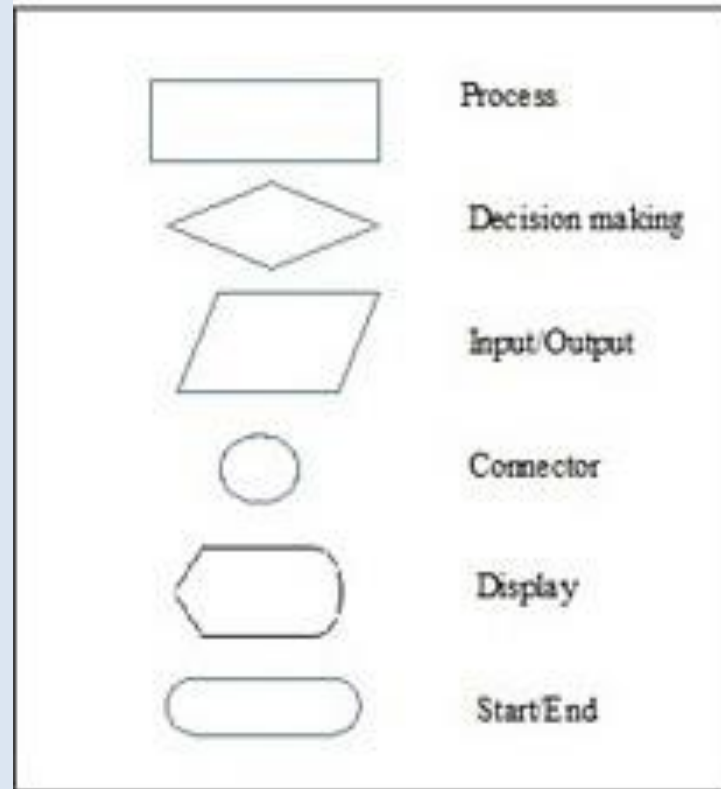 Process
Decision making
Input/Output
Connector
Display
Start/End